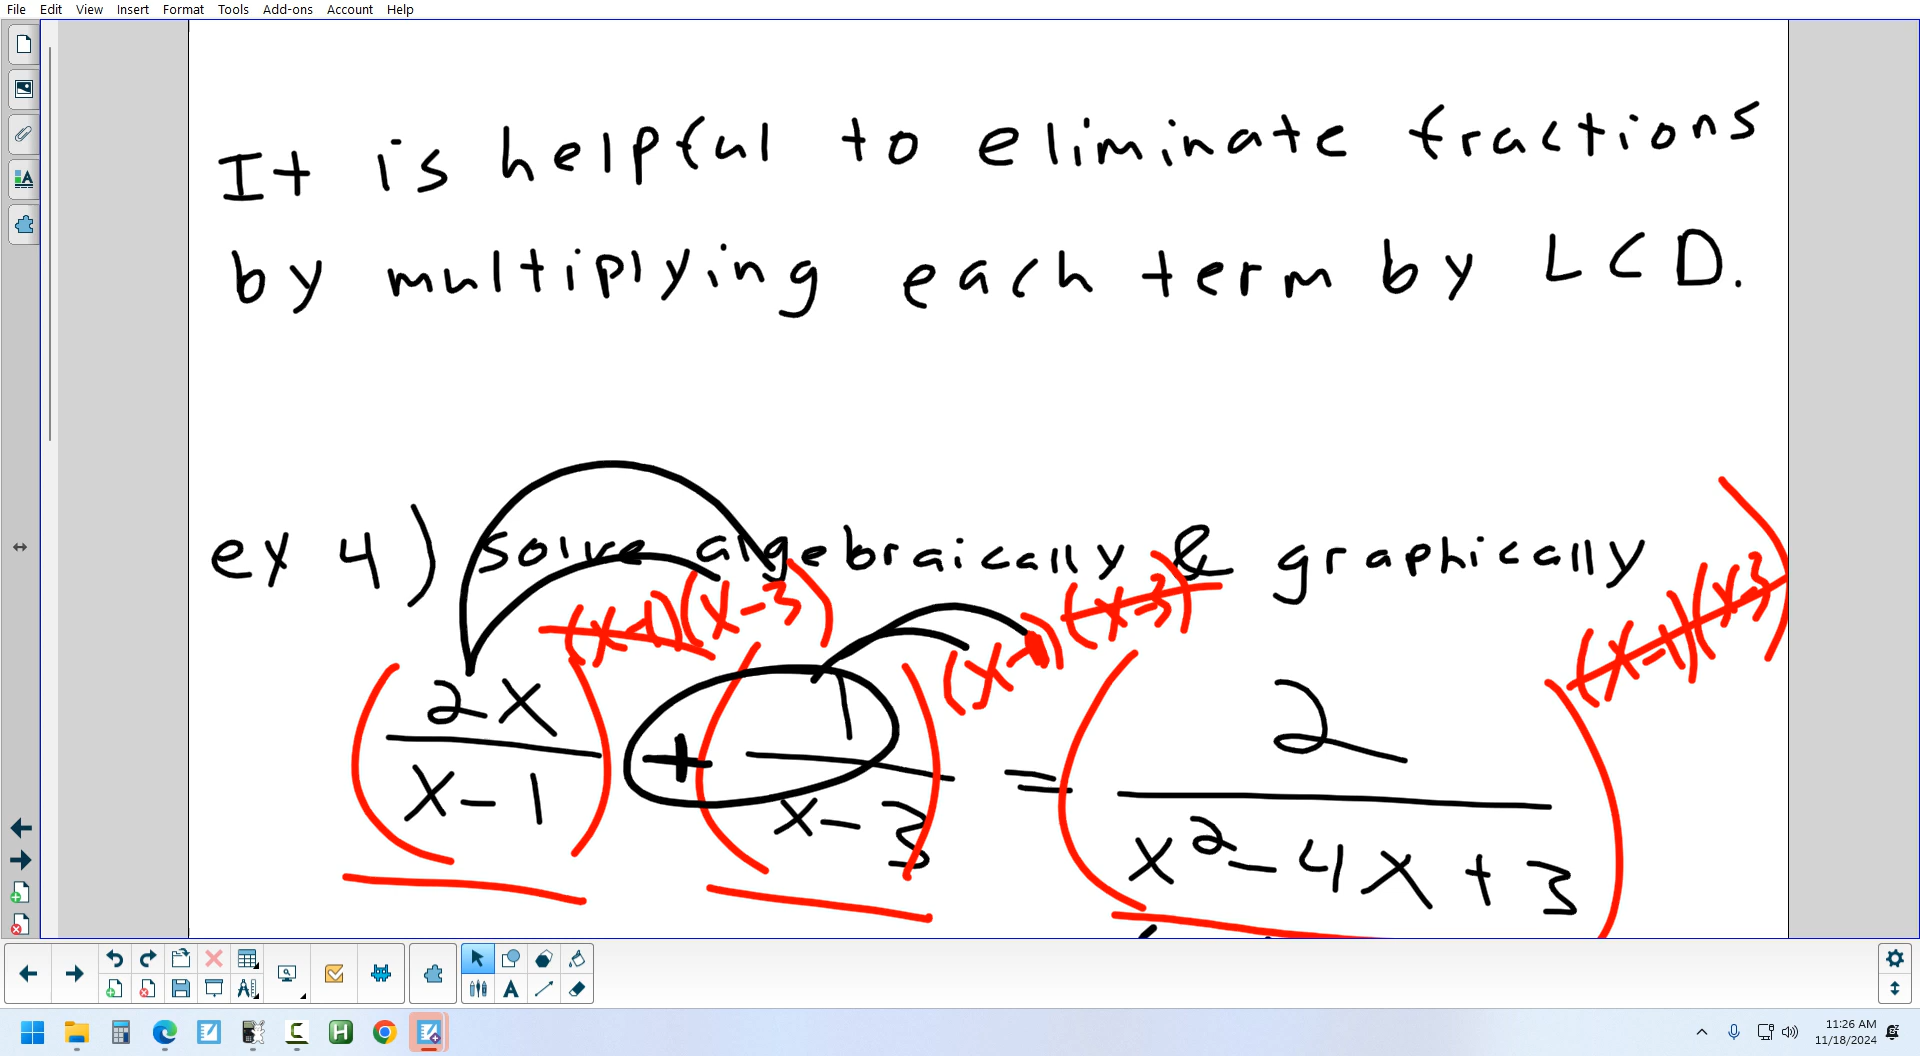 File Edit View Insert Format Tools Add-ons Account Help
It is helpful to eliminate fractions
by multiplying each term by LCD.
ex 4) solve algebraically & graphically
(x-1)(x-3) (x-1)(x-3) (x-1)(x-3)
(2x/(x-1)) + (1/(x-3)) = (2/(x²-4x+3))
11:26 AM
11/18/2024